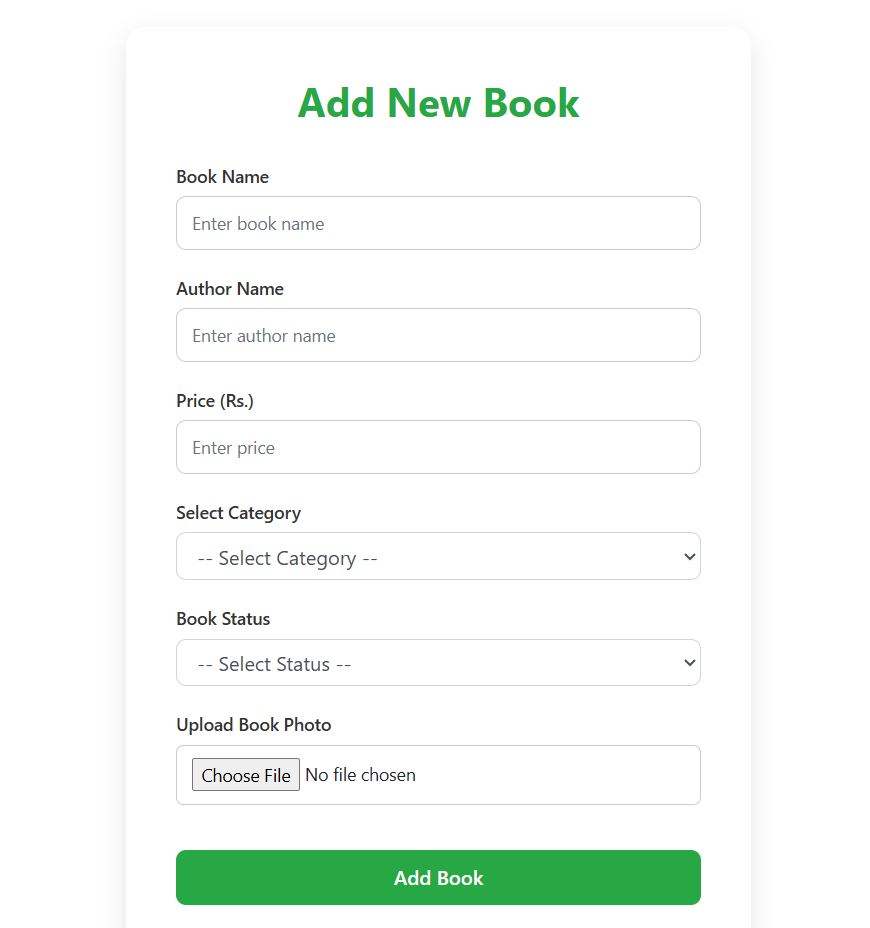 Add New Book
Book Name
Enter book name
Author Name
Enter author name
Price (Rs.)
Enter price
Select Category
-- Select Category --
Book Status
-- Select Status --
Upload Book Photo
Choose File No file chosen
Add Book